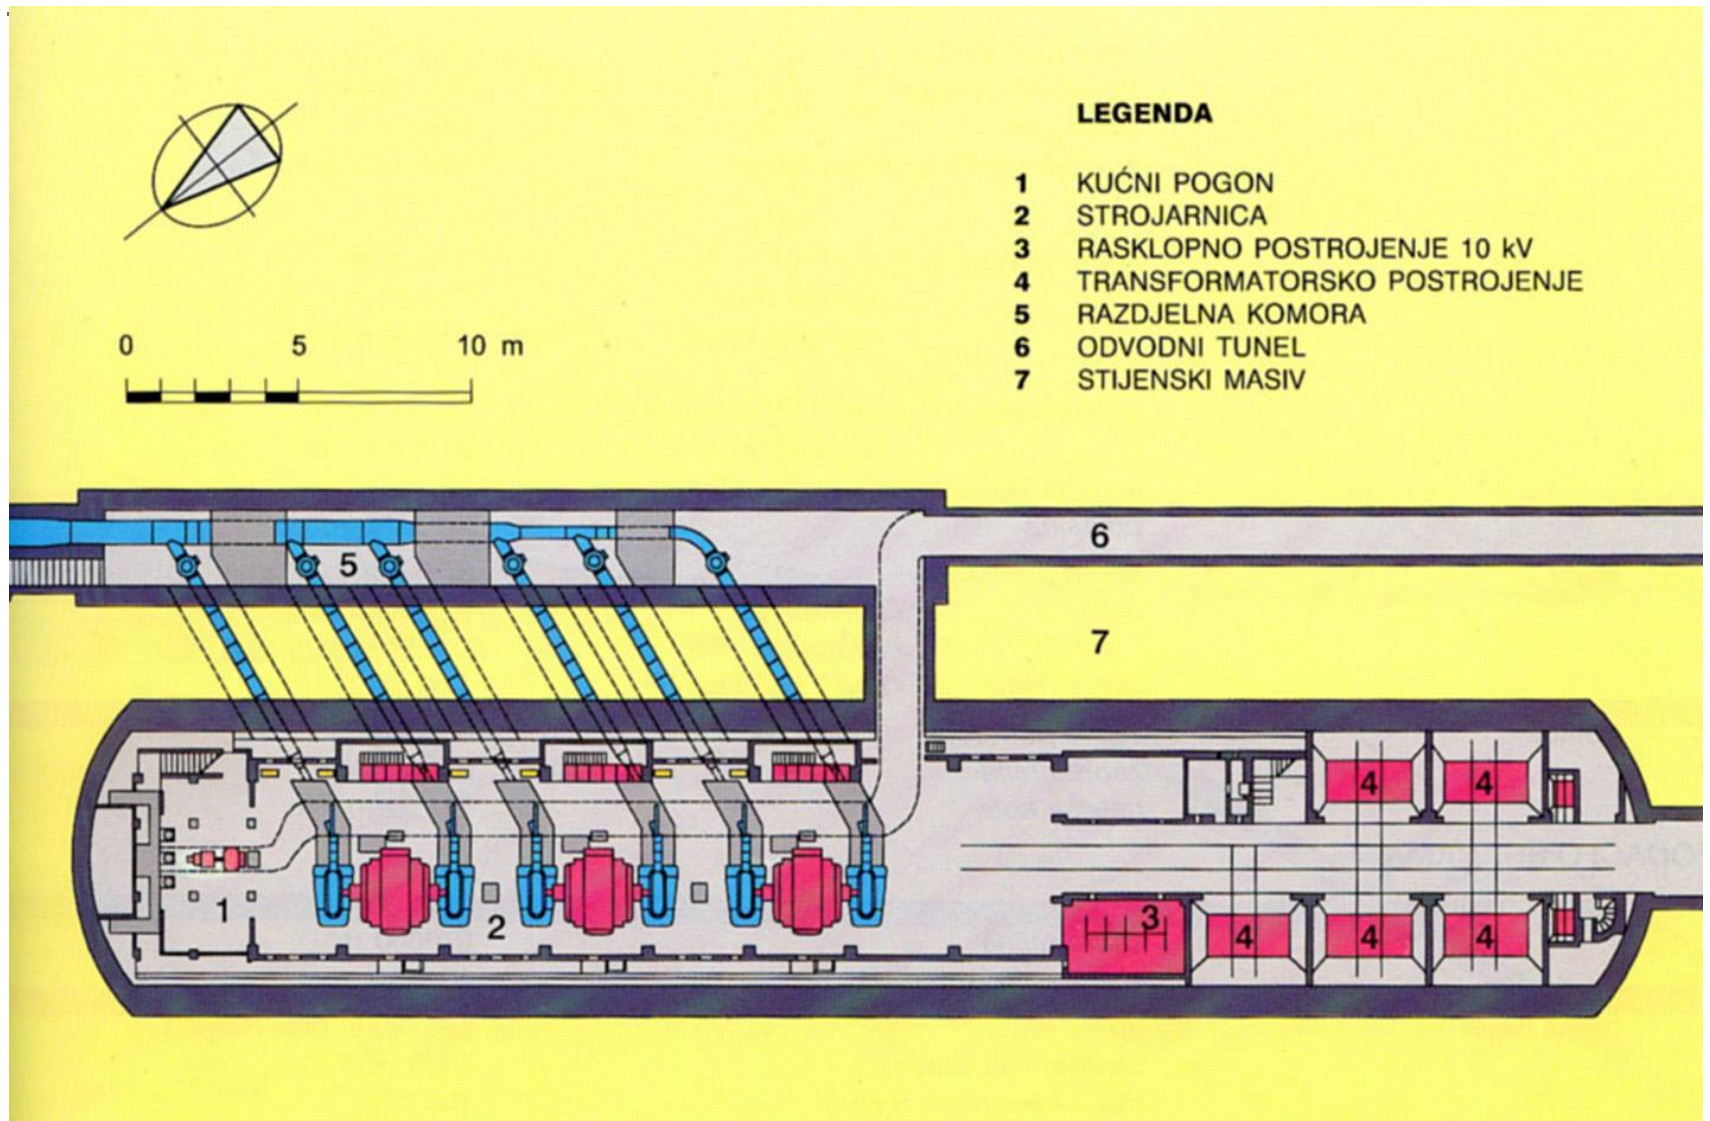 LEGENDA
1 KUĆNI POGON
2 STROJARNICA
3 RASKLOPNO POSTROJENJE 10 kV
4 TRANSFORMATORSKO POSTROJENJE
5 RAZDJELNA KOMORA
6 ODVODNI TUNEL
7 STIJENSKI MASIV
0 5 10 m
6
5
7
4 4
1
2
3
4 4 4